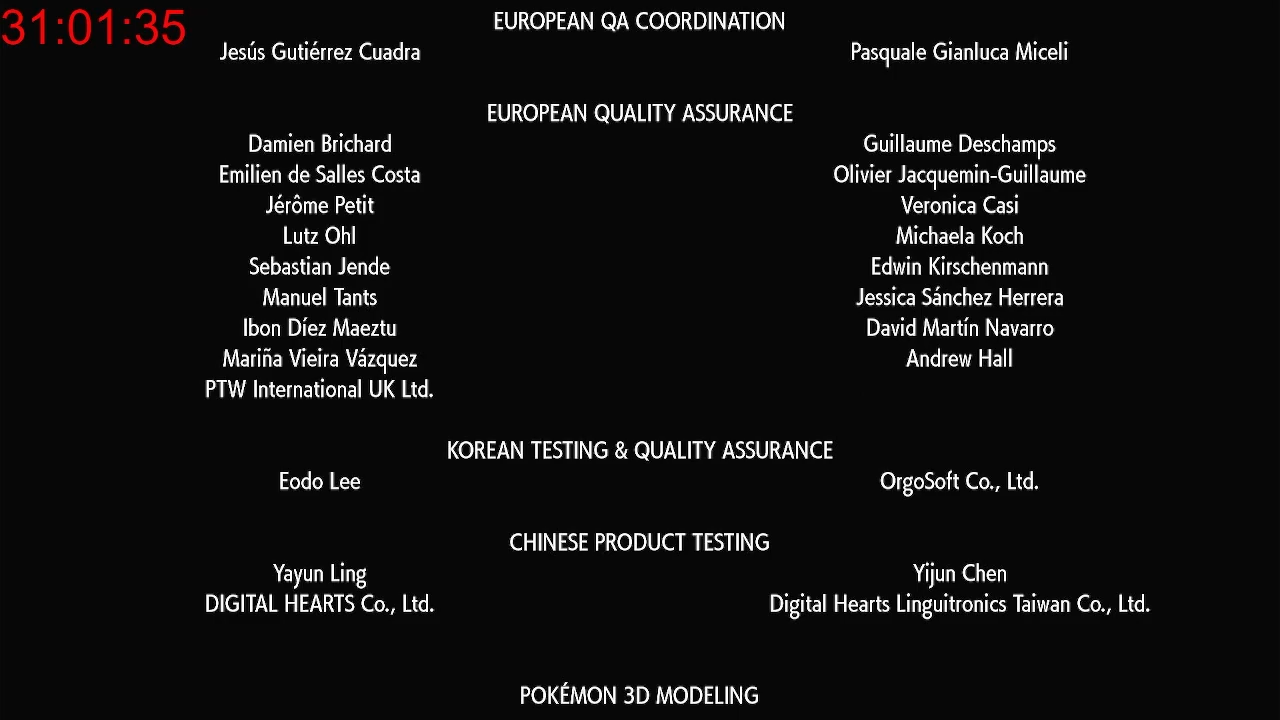 31:01:35
EUROPEAN QA COORDINATION
Jesús Gutiérrez Cuadra
Pasquale Gianluca Miceli
EUROPEAN QUALITY ASSURANCE
Damien Brichard
Guillaume Deschamps
Emilien de Salles Costa
Olivier Jacquemin-Guillaume
Jérôme Petit
Veronica Casi
Lutz Ohl
Michaela Koch
Sebastian Jende
Edwin Kirschenmann
Manuel Tants
Jessica Sánchez Herrera
Ibon Díez Maeztu
David Martín Navarro
Mariña Vieira Vázquez
Andrew Hall
PTW International UK Ltd.
KOREAN TESTING & QUALITY ASSURANCE
Eodo Lee
OrgoSoft Co., Ltd.
CHINESE PRODUCT TESTING
Yayun Ling
Yijun Chen
DIGITAL HEARTS Co., Ltd.
Digital Hearts Linguitronics Taiwan Co., Ltd.
POKÉMON 3D MODELING